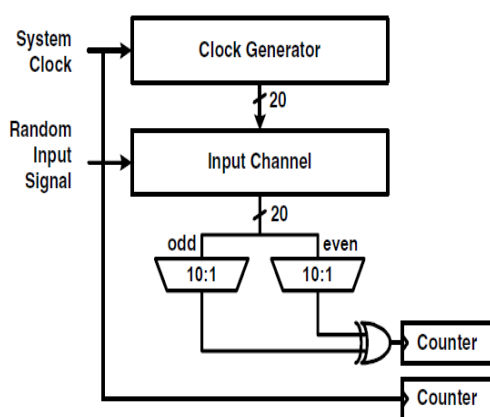 System
Clock
Clock Generator
20
Random
Input
Signal
Input Channel
20
odd
even
10:1
10:1
Counter
Counter